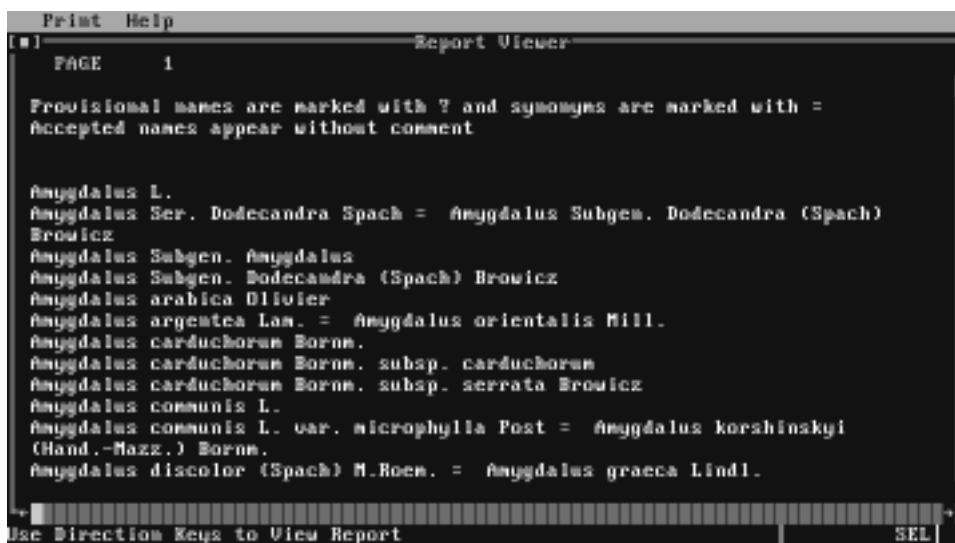 Print Help
[■] Report Viewer
PAGE 1
Provisional names are marked with ? and synonyms are marked with =
Accepted names appear without comment
Amygdalus L.
Amygdalus Ser. Dodecandra Spach = Amygdalus Subgen. Dodecandra (Spach)
Browicz
Amygdalus Subgen. Amygdalus
Amygdalus Subgen. Dodecandra (Spach) Browicz
Amygdalus arabica Olivier
Amygdalus argentea Lam. = Amygdalus orientalis Mill.
Amygdalus carduchorum Bornm.
Amygdalus carduchorum Bornm. subsp. carduchorum
Amygdalus carduchorum Bornm. subsp. serrata Browicz
Amygdalus communis L.
Amygdalus communis L. var. microphylla Post = Amygdalus korshinskyi
(Hand.-Mazz.) Bornm.
Amygdalus discolor (Spach) M.Roem. = Amygdalus graeca Lindl.
Use Direction Keys to View Report SEL